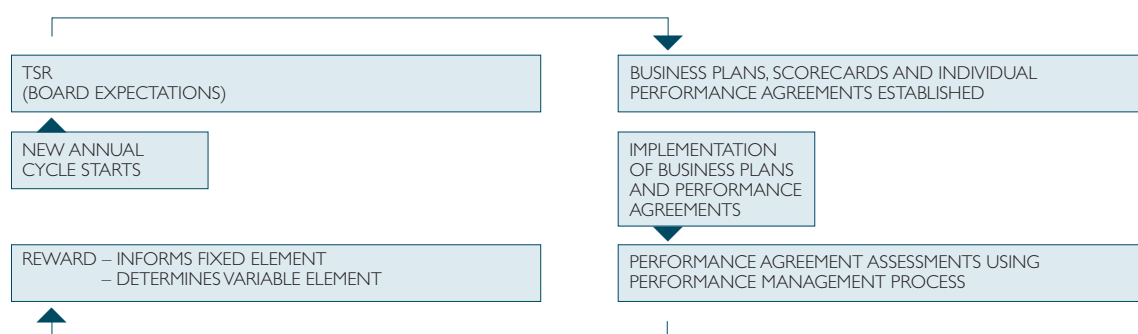 TSR
(BOARD EXPECTATIONS)
BUSINESS PLANS, SCORECARDS AND INDIVIDUAL
PERFORMANCE AGREEMENTS ESTABLISHED
NEW ANNUAL
CYCLE STARTS
IMPLEMENTATION
OF BUSINESS PLANS
AND PERFORMANCE
AGREEMENTS
REWARD – INFORMS FIXED ELEMENT
– DETERMINES VARIABLE ELEMENT
PERFORMANCE AGREEMENT ASSESSMENTS USING
PERFORMANCE MANAGEMENT PROCESS